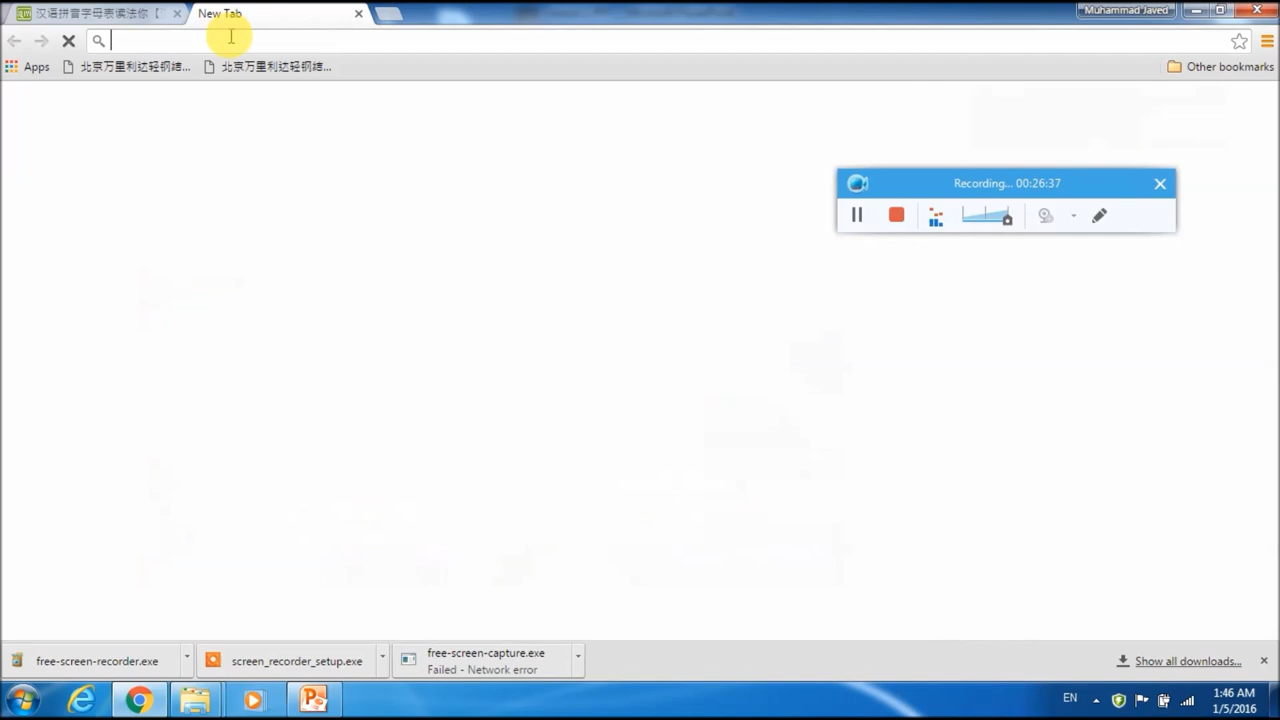 汉语拼音字母表读法你【
New Tab
Muhammad Javed
Apps
北京万里利达轻钢结...
北京万里利达轻钢结...
Other bookmarks
Recording... 00:26:37
free-screen-recorder.exe
screen_recorder_setup.exe
free-screen-capture.exe
Failed - Network error
Show all downloads...
EN
1:46 AM
1/5/2016